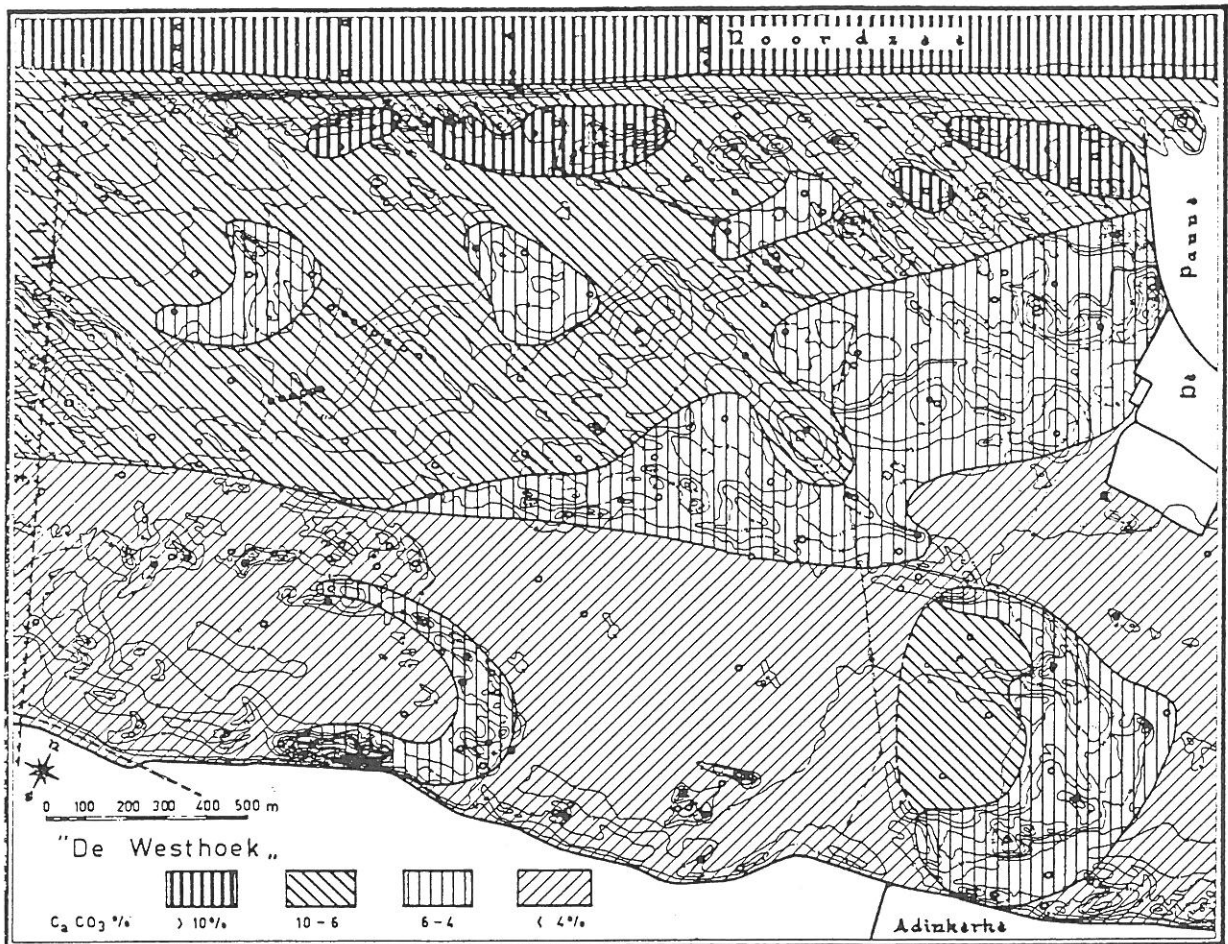 Noordzee
Panne
De
N
0 100 200 300 400 500 m
"De Westhoek„
> 10% 10-6 6-4 < 4%
CaCO3 %
Adinkerke